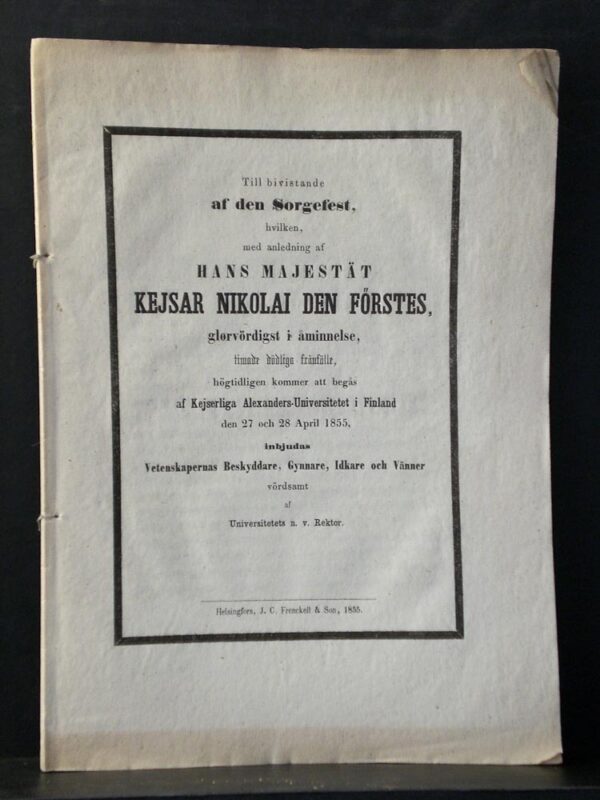 Till bivistande
af den Sorgefest,
hvilken,
med anledning af
HANS MAJESTÄT
KEJSAR NIKOLAI DEN FÖRSTES,
glorvördigst i åminnelse,
timade dödliga frånfälle,
högtidligen kommer att begås
af Kejserliga Alexanders-Universitetet i Finland
den 27 och 28 April 1855,
inbjudas
Vetenskapernas Beskyddare, Gynnare, Idkare och Vänner
vördsamt
af
Universitetets n. v. Rektor.
Helsingfors, J. C. Frenckell & Son, 1855.